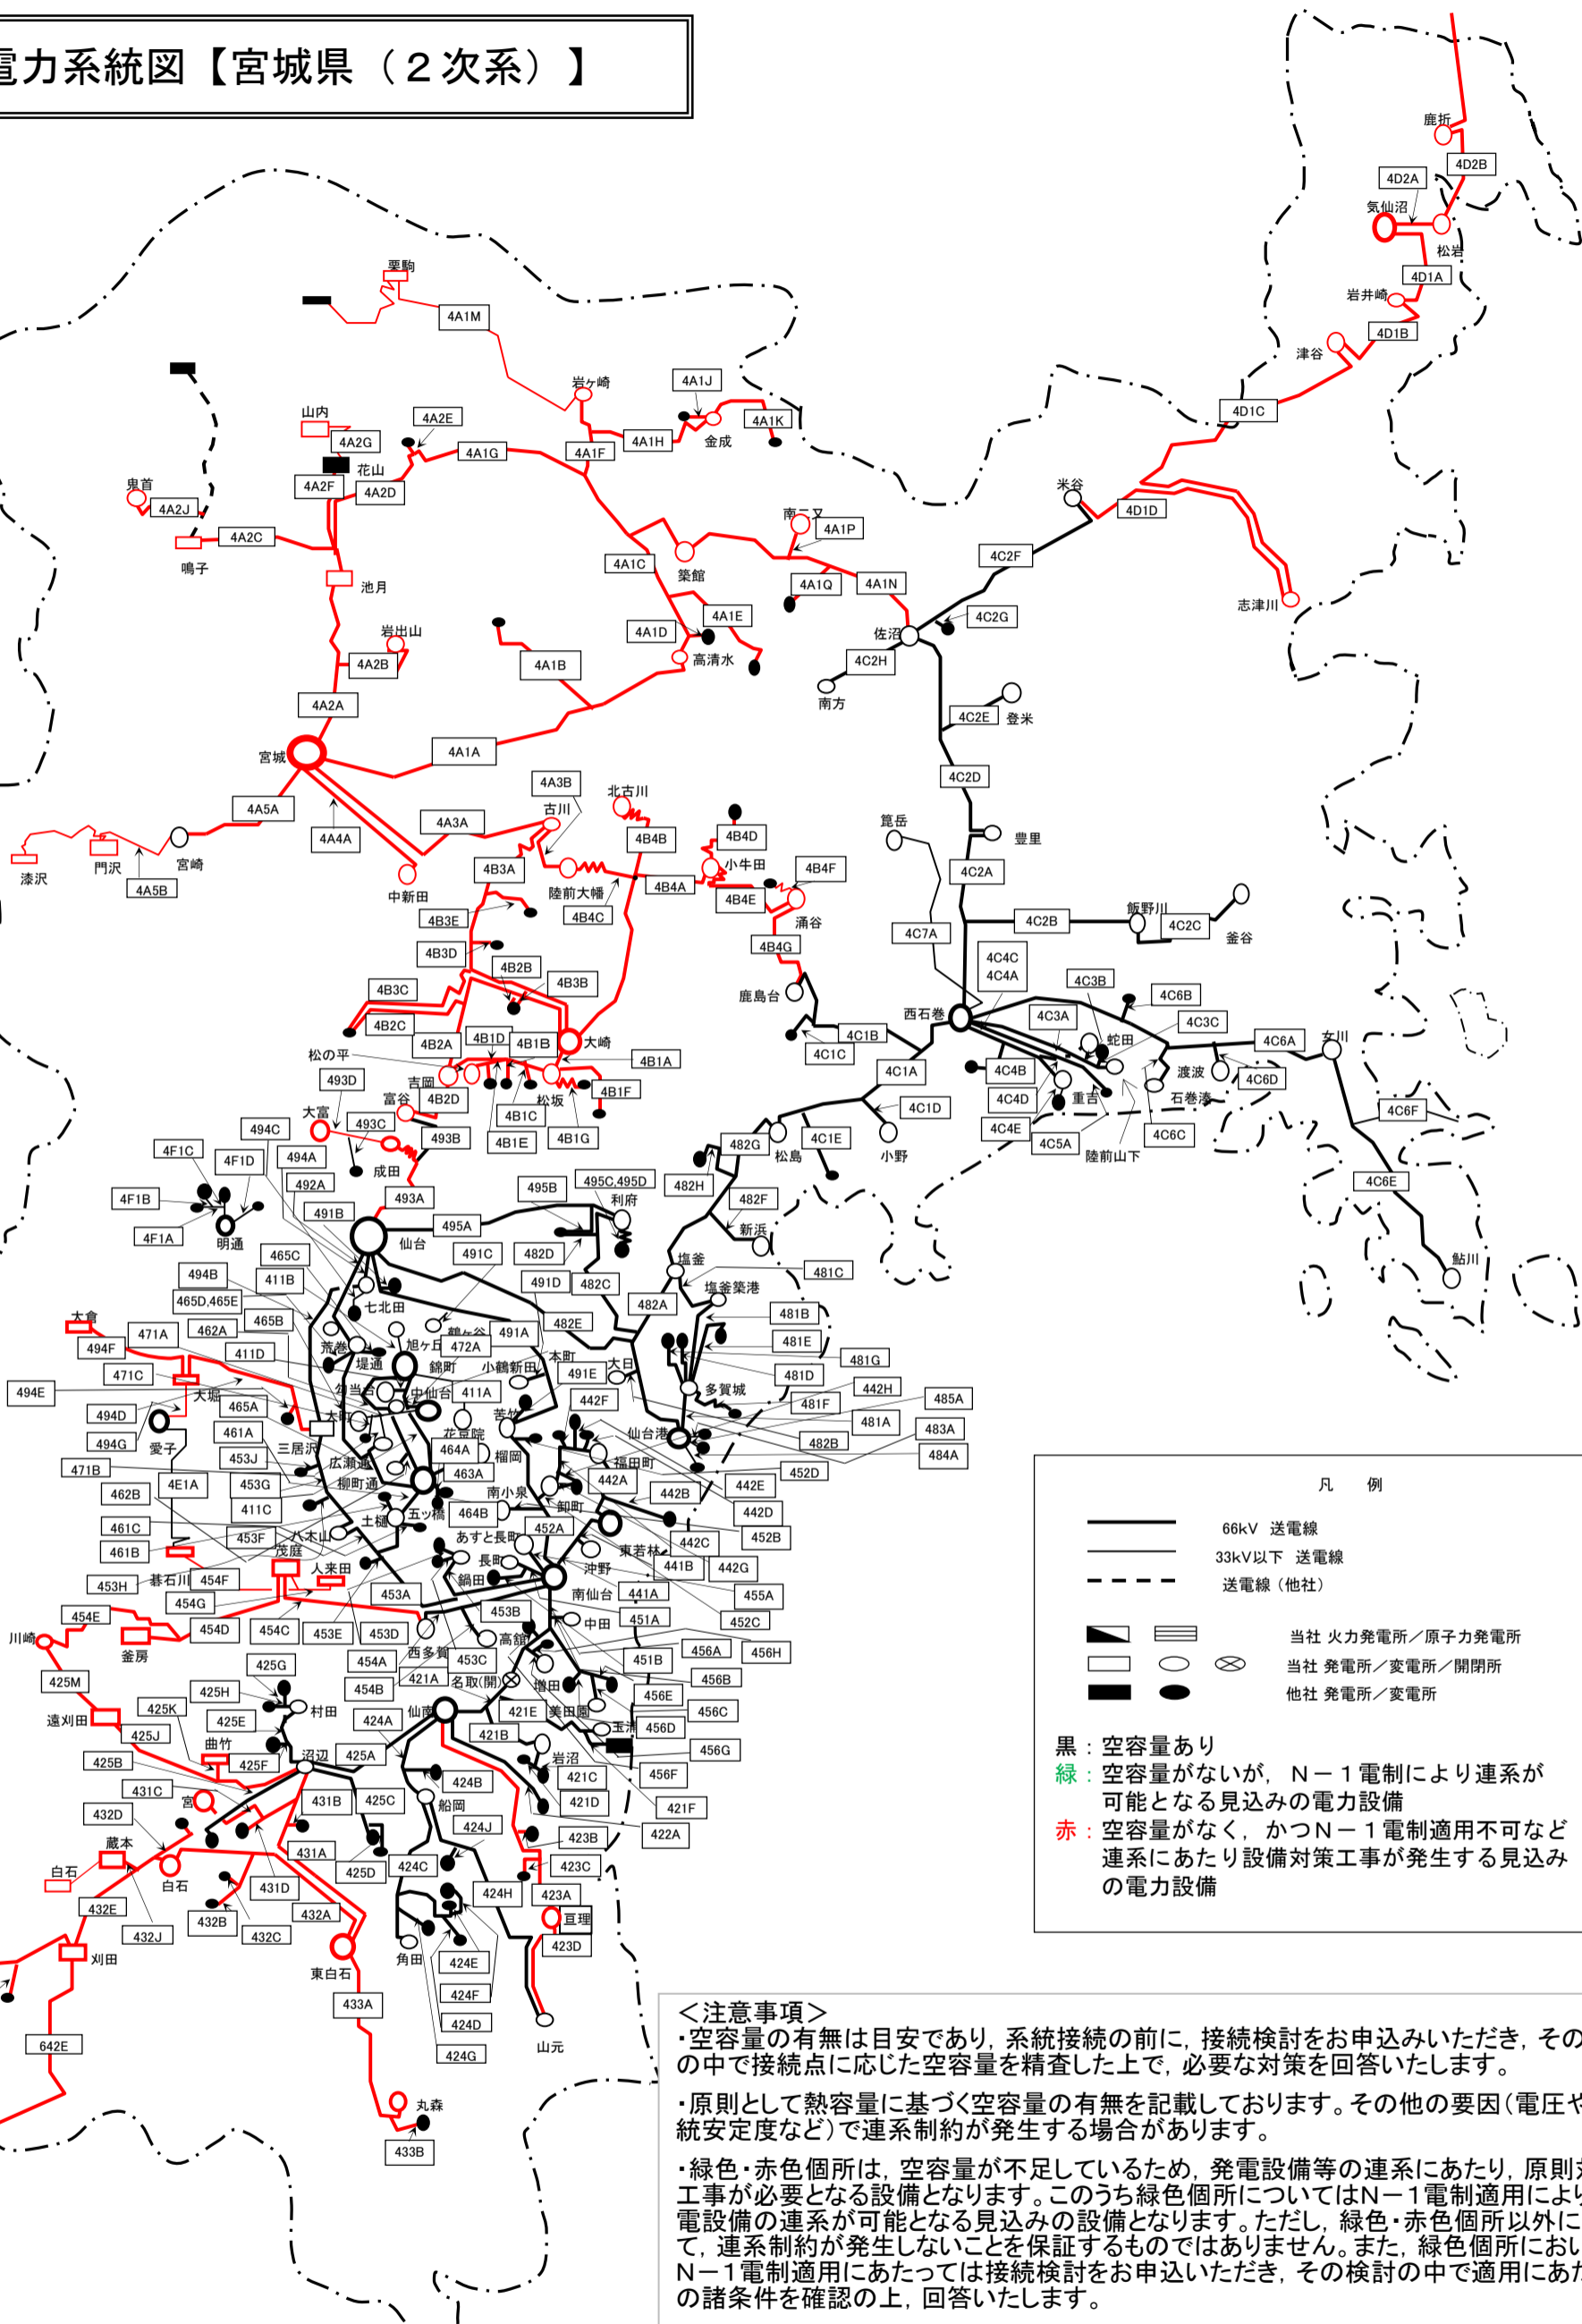 電力系統図【宮城県（２次系）】
鹿折
4D2B
4D2A
気仙沼
松岩
4D1A
岩井崎
4D1B
津谷
4D1C
栗駒
4A1M
岩ヶ崎
4A1J
4A1K
金成
4A1H
4A1F
4A1G
4A2E
山内
4A2G
花山
4A2F
4A2D
鬼首
4A2J
4A2C
鳴子
池月
岩出山
4A2B
4A2A
宮城
4A1A
4A1B
4A1C
築館
4A1P
4A1Q
4A1N
4A1E
4A1D
高清水
米谷
4D1D
志津川
4C2F
4C2G
佐沼
4C2H
南方
4C2E
登米
4C2D
豊里
4C2A
箟岳
4C7A
4C2B
飯野川
4C2C
釜谷
4A5A
4A4A
4A3A
4A3B
古川
北古川
漆沢
門沢
4A5B
宮崎
中新田
4B3A
陸前大幡
4B4B
4B4A
4B4C
4B4D
小牛田
4B4E
4B4F
涌谷
4B4G
鹿島台
4B3E
4B3D
4B2B
4B3B
4B3C
4B2C
4B2A
4B1D
4B1B
大崎
4B1A
松の平
吉岡
4B2D
4B1C
松坂
4B1E
4B1G
4B1F
西石巻
4C4C
4C4A
4C3B
4C6B
4C3A
4C3C
蛇田
4C6A
女川
4C1B
4C1C
4C1A
4C1D
4C4B
4C4D
4C4E
重吉
4C5A
陸前山下
4C6C
石巻湊
渡波
4C6D
4C6F
4C6E
鮎川
493D
大富
493C
富谷
493B
成田
493A
494C
494A
492A
491B
4F1C
4F1D
4F1B
4F1A
明通
仙台
495A
495B
495C,495D
利府
482G
482H
松島
4C1E
小野
482F
新浜
482D
482C
塩釜
481C
塩釜築港
482A
481B
481E
481G
481D
481F
442H
485A
481A
483A
482B
484A
多賀城
仙台港
465C
494B
411B
465D,465E
462A
465B
七北田
491C
491D
482E
大倉
494F
471A
411D
荒巻
堤通
旭ヶ丘
鶴ヶ谷
472A
491A
錦町
小鶴新田
本町
491E
大日
494E
471C
大堀
勾当台
中仙台
411A
442F
494D
465A
大町
苦竹
494G
愛子
461A
三居沢
花京院
464A
榴岡
福田町
453J
広瀬通
463A
442A
452D
471B
4E1A
453G
柳町通
442E
442B
462B
411C
464B
南小泉
卸町
442D
461C
453F
八木山
土樋
五ッ橋
452A
452B
461B
茂庭
あすと長町
東若林
442C
碁石川
人来田
長町
沖野
441B
442G
453H
454F
鍋田
南仙台
441A
455A
454G
453A
453B
451A
452C
454E
454D
454C
453E
453D
中田
川崎
釜房
西多賀
高舘
456A
456H
454A
453C
451B
456B
425M
425G
421A
名取(開)
増田
456E
454B
425H
村田
仙南
421E
美田園
456C
遠刈田
425K
425E
424A
421B
456D
425J
曲竹
425F
沼辺
425A
岩沼
456G
425B
421C
456F
431C
425C
424B
421D
421F
432D
431B
船岡
422A
蔵本
424J
423B
白石
431A
425D
424C
423C
白石
431D
424H
423A
亘理
432E
432B
432A
432J
432C
423D
刈田
東白石
角田
424E
433A
424F
424D
642E
424G
山元
丸森
433B
凡　例
66kV 送電線
33kV以下 送電線
送電線（他社）
当社 火力発電所／原子力発電所
当社 発電所／変電所／開閉所
他社 発電所／変電所
黒：空容量あり
緑：空容量がないが，Ｎ－１電制により連系が
可能となる見込みの電力設備
赤：空容量がなく，かつＮ－１電制適用不可など
連系にあたり設備対策工事が発生する見込み
の電力設備
＜注意事項＞
・空容量の有無は目安であり，系統接続の前に，接続検討をお申込みいただき，その
の中で接続点に応じた空容量を精査した上で，必要な対策を回答いたします。
・原則として熱容量に基づく空容量の有無を記載しております。その他の要因（電圧や
統安定度など）で連系制約が発生する場合があります。
・緑色・赤色個所は，空容量が不足しているため，発電設備等の連系にあたり，原則
工事が必要となる設備となります。このうち緑色個所についてはＮ－１電制適用により
電設備の連系が可能となる見込みの設備となります。ただし，緑色・赤色個所以外に
て，連系制約が発生しないことを保証するものではありません。また，緑色個所におい
Ｎ－１電制適用にあたっては接続検討をお申込いただき，その検討の中で適用にあた
の諸条件を確認の上，回答いたします。